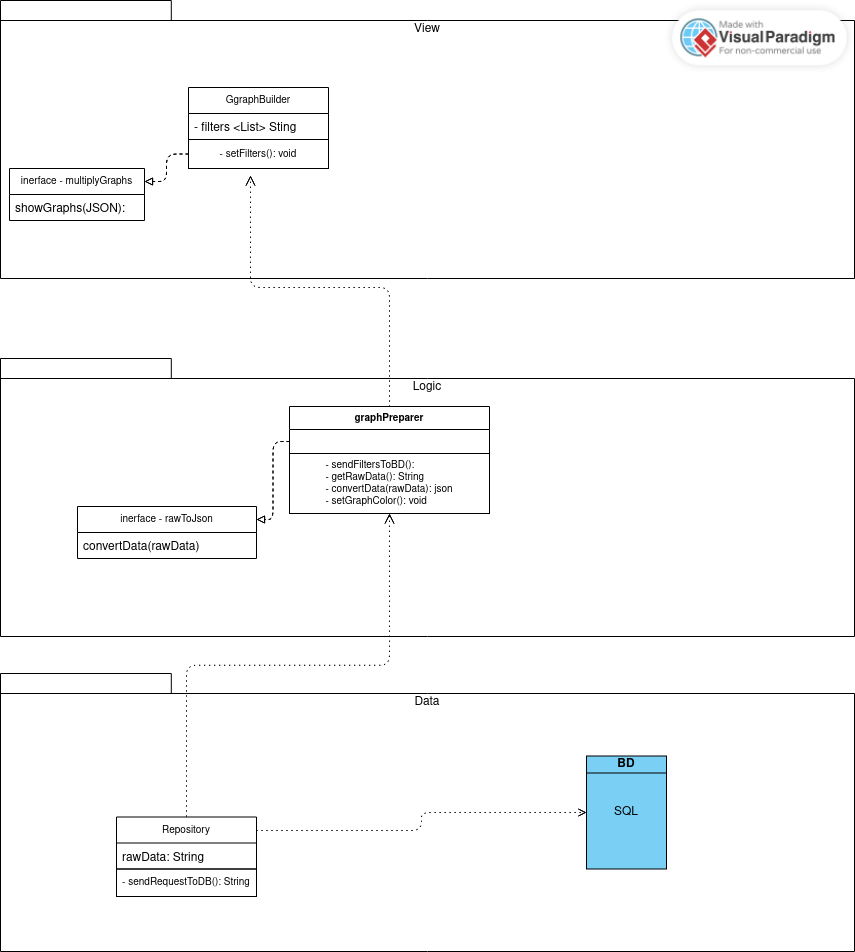 View
Made with
VisualParadigm
For non-commercial use
GgraphBuilder
- filters <List> Sting
- setFilters(): void
inerface - multiplyGraphs
showGraphs(JSON):
Logic
graphPreparer
- sendFiltersToBD():
- getRawData(): String
- convertData(rawData): json
- setGraphColor(): void
inerface - rawToJson
convertData(rawData)
Data
BD
SQL
Repository
rawData: String
- sendRequestToDB(): String